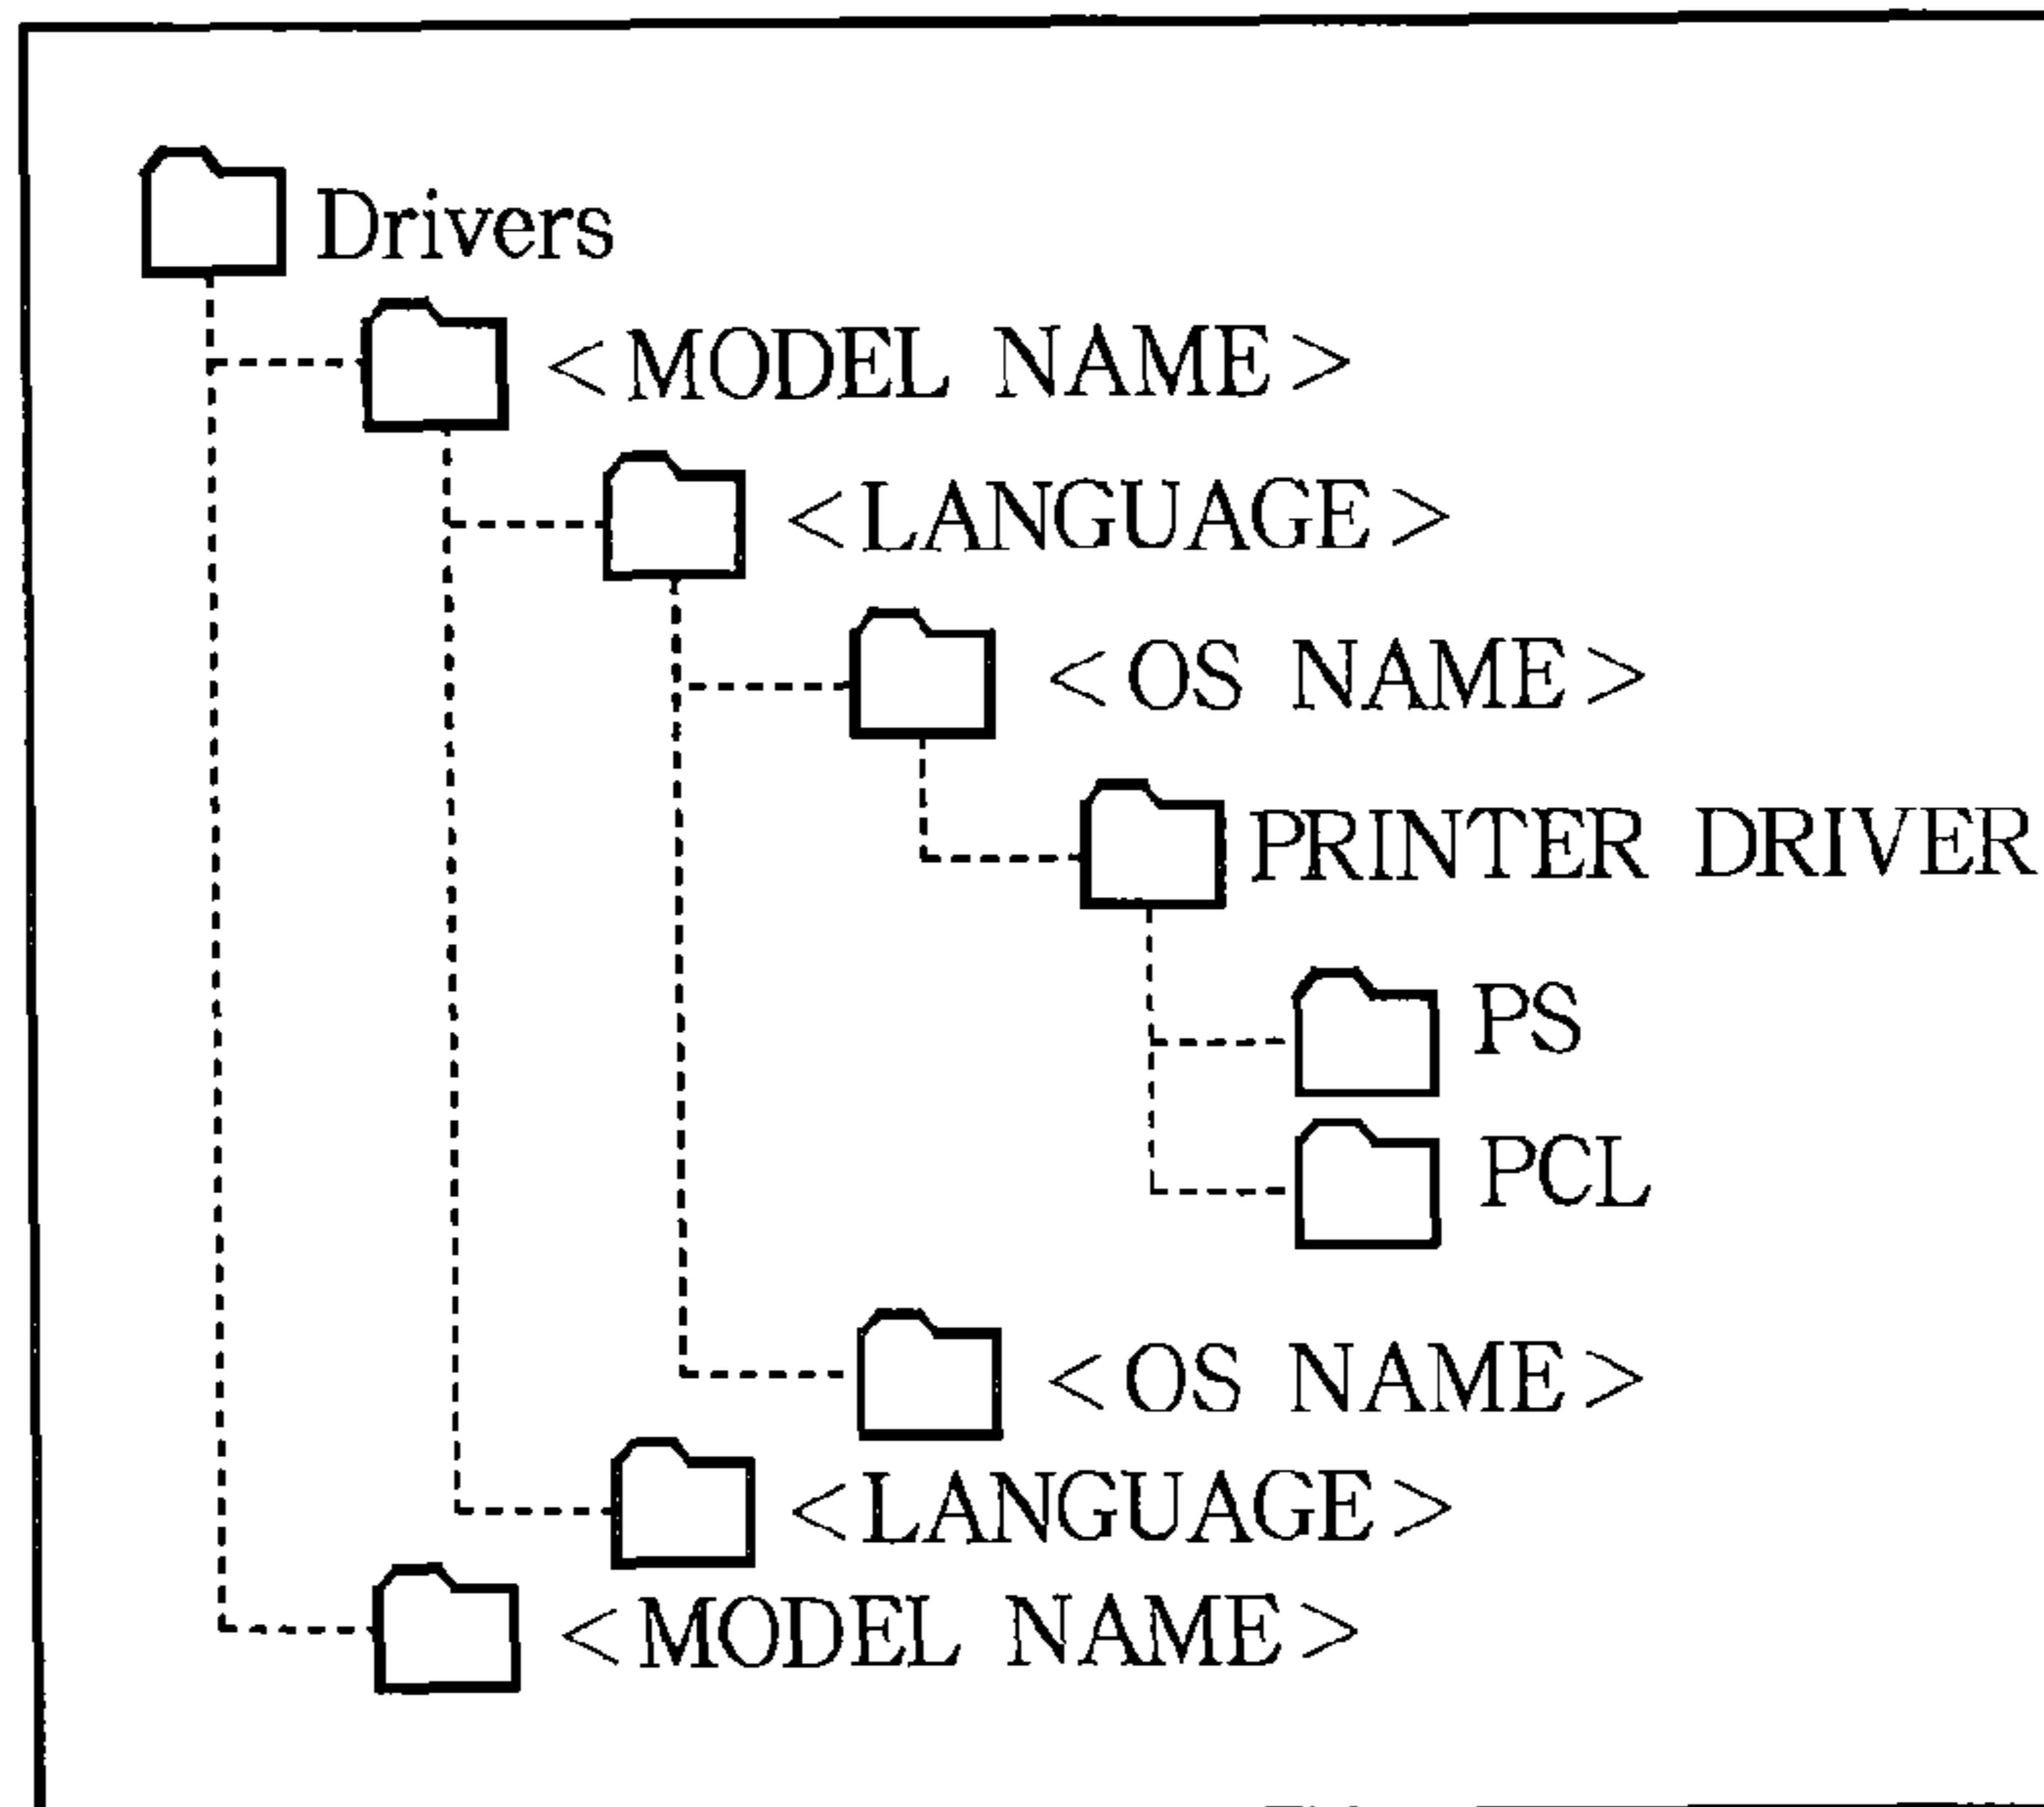 Drivers
<MODEL NAME>
<LANGUAGE>
<OS NAME>
PRINTER DRIVER
PS
PCL
<OS NAME>
<LANGUAGE>
<MODEL NAME>